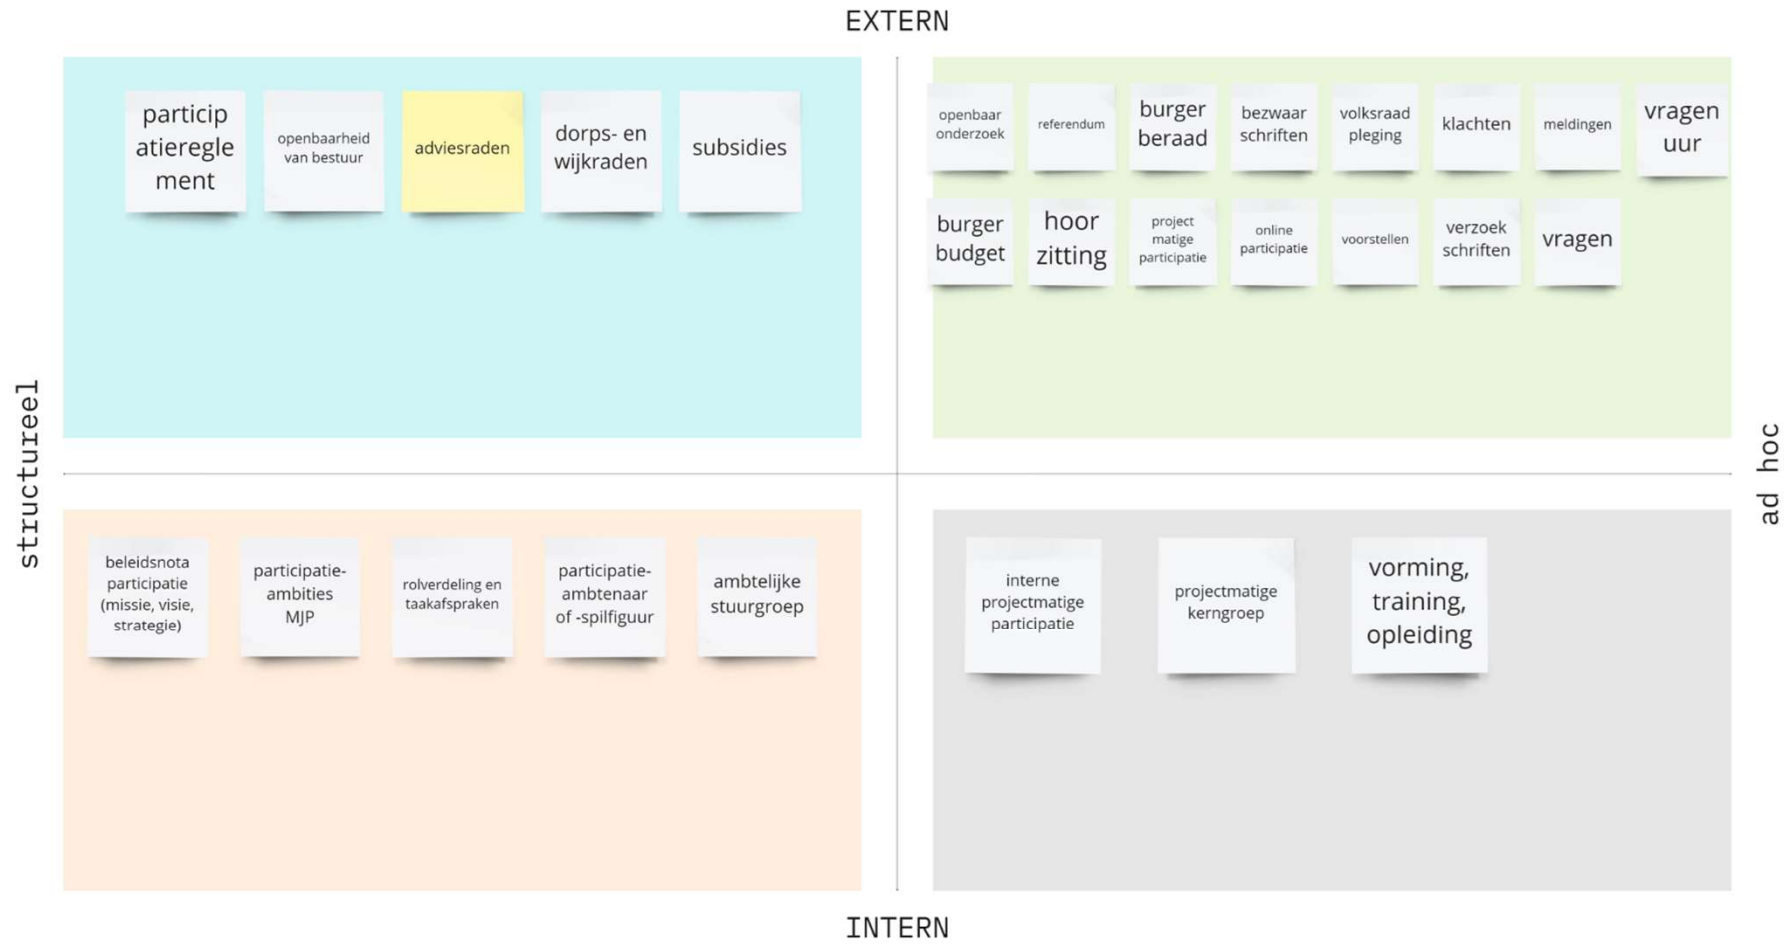 EXTERN
structureel
particip
atieregle
ment
openbaarheid
van bestuur
adviesraden
dorps- en
wijkraden
subsidies
openbaar
onderzoek
referendum
burger
beraad
bezwaar
schriften
volksraad
pleging
klachten
meldingen
vragen
uur
burger
budget
hoor
zitting
project
matige
participatie
online
participatie
voorstellen
verzoek
schriften
vragen
ad hoc
beleidsnota
participatie
(missie, visie,
strategie)
participatie-
ambities
MJP
rolverdeling en
taakafspraken
participatie-
ambtenaar
of -spilfiguur
ambtelijke
stuurgroep
interne
projectmatige
participatie
projectmatige
kerngroep
vorming,
training,
opleiding
INTERN